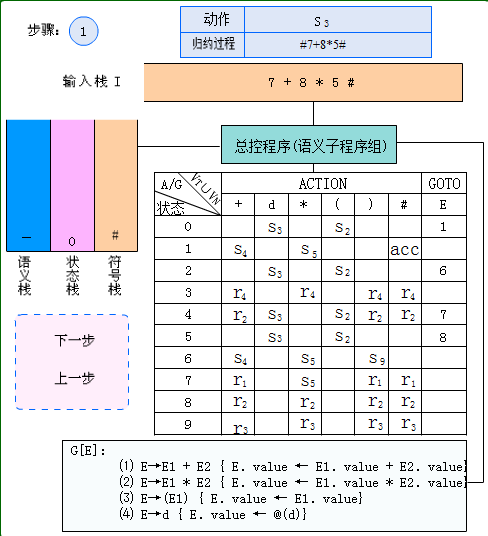 步骤: 1
动作 S3
归约过程 #7+8*5#
输入栈 I 7 + 8 * 5 #
总控程序(语义子程序组)
— 0 #
语义栈 状态栈 符号栈
下一步
上一步
A/G VT∪VN ACTION GOTO
状态 + d * ( ) # E
0 S3 S2 1
1 S4 S5 acc
2 S3 S2 6
3 r4 r4 r4 r4
4 r2 S3 S2 r2 r2 7
5 S3 S2 8
6 S4 S5 S9
7 r1 S5 r1 r1
8 r2 r2 r2 r2
9 r3 r3 r3 r3
G[E]:
(1) E→E1 + E2 { E. value ← E1. value + E2. value}
(2) E→E1 * E2 { E. value ← E1. value * E2. value}
(3) E→(E1) { E. value ← E1. value}
(4) E→d { E. value ← @(d)}